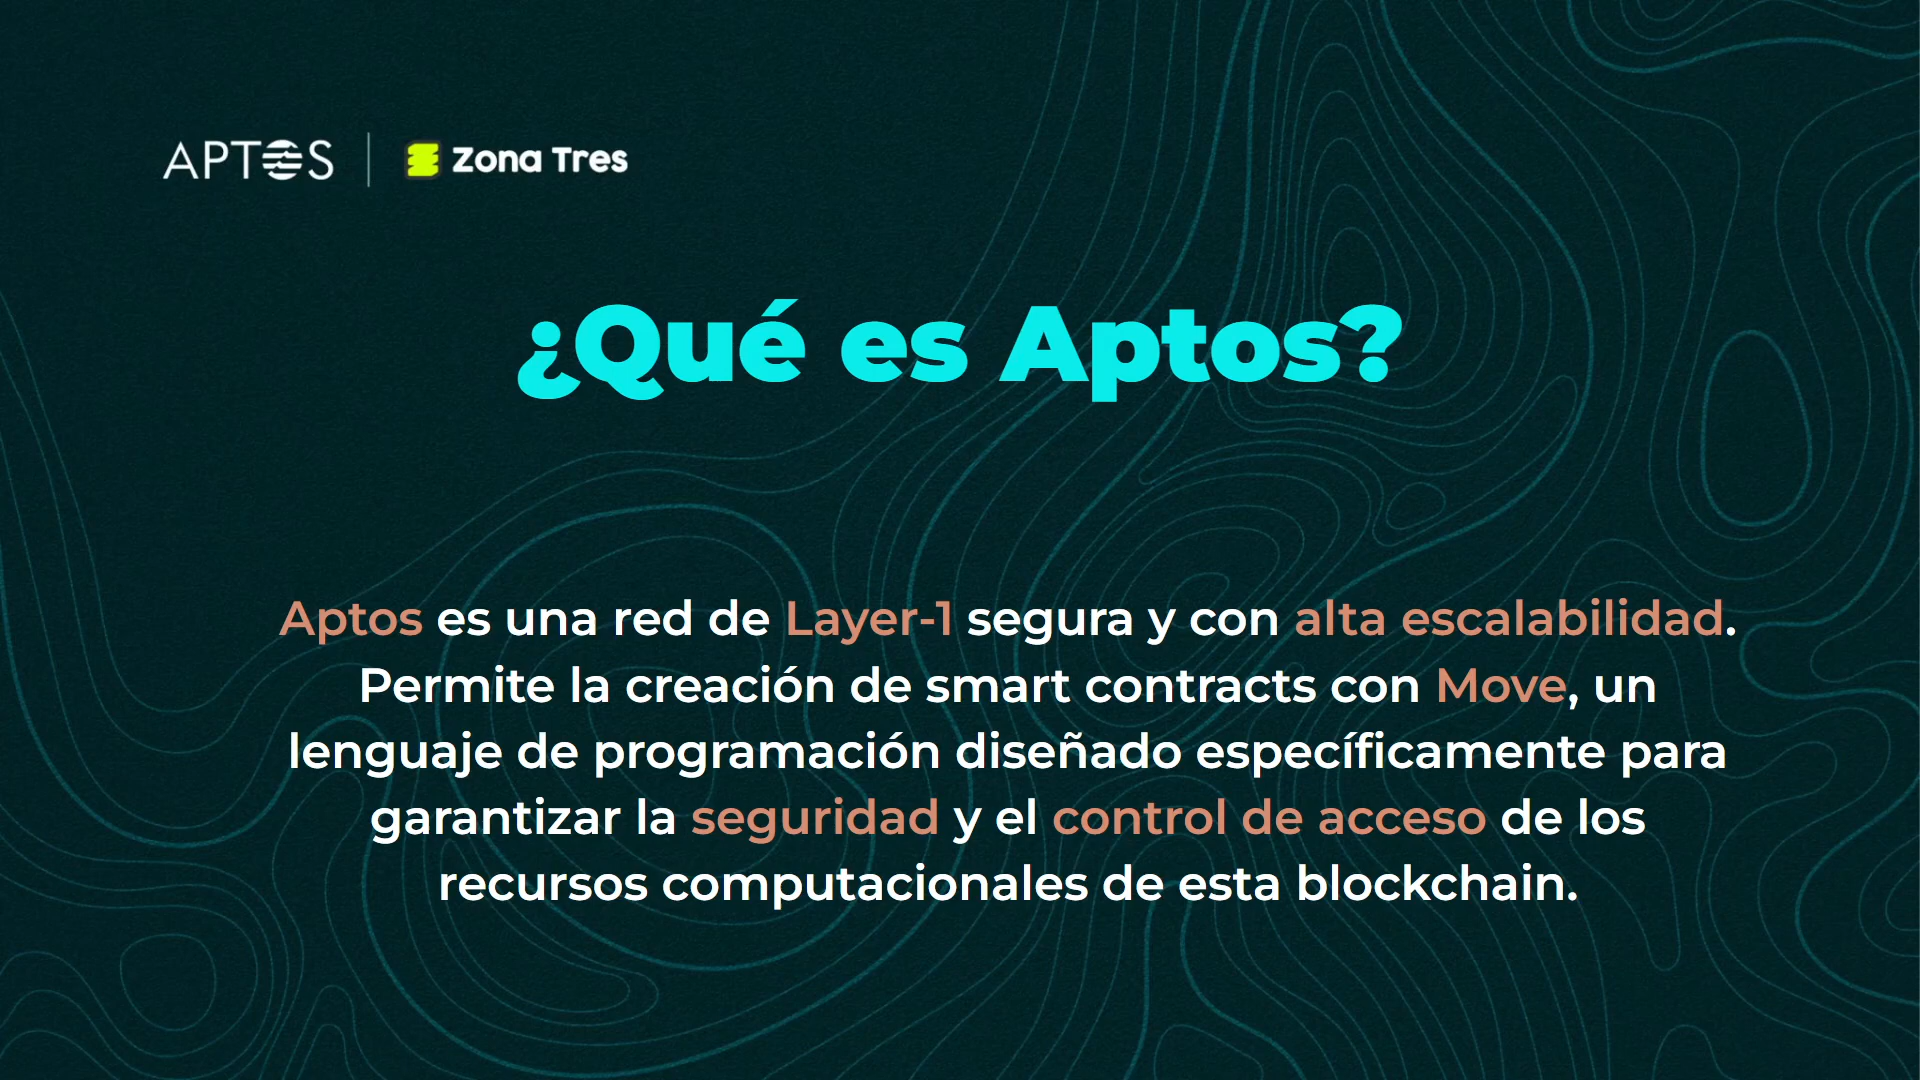 APTOS | Zona Tres
¿Qué es Aptos?
Aptos es una red de Layer-1 segura y con alta escalabilidad.
Permite la creación de smart contracts con Move, un
lenguaje de programación diseñado específicamente para
garantizar la seguridad y el control de acceso de los
recursos computacionales de esta blockchain.